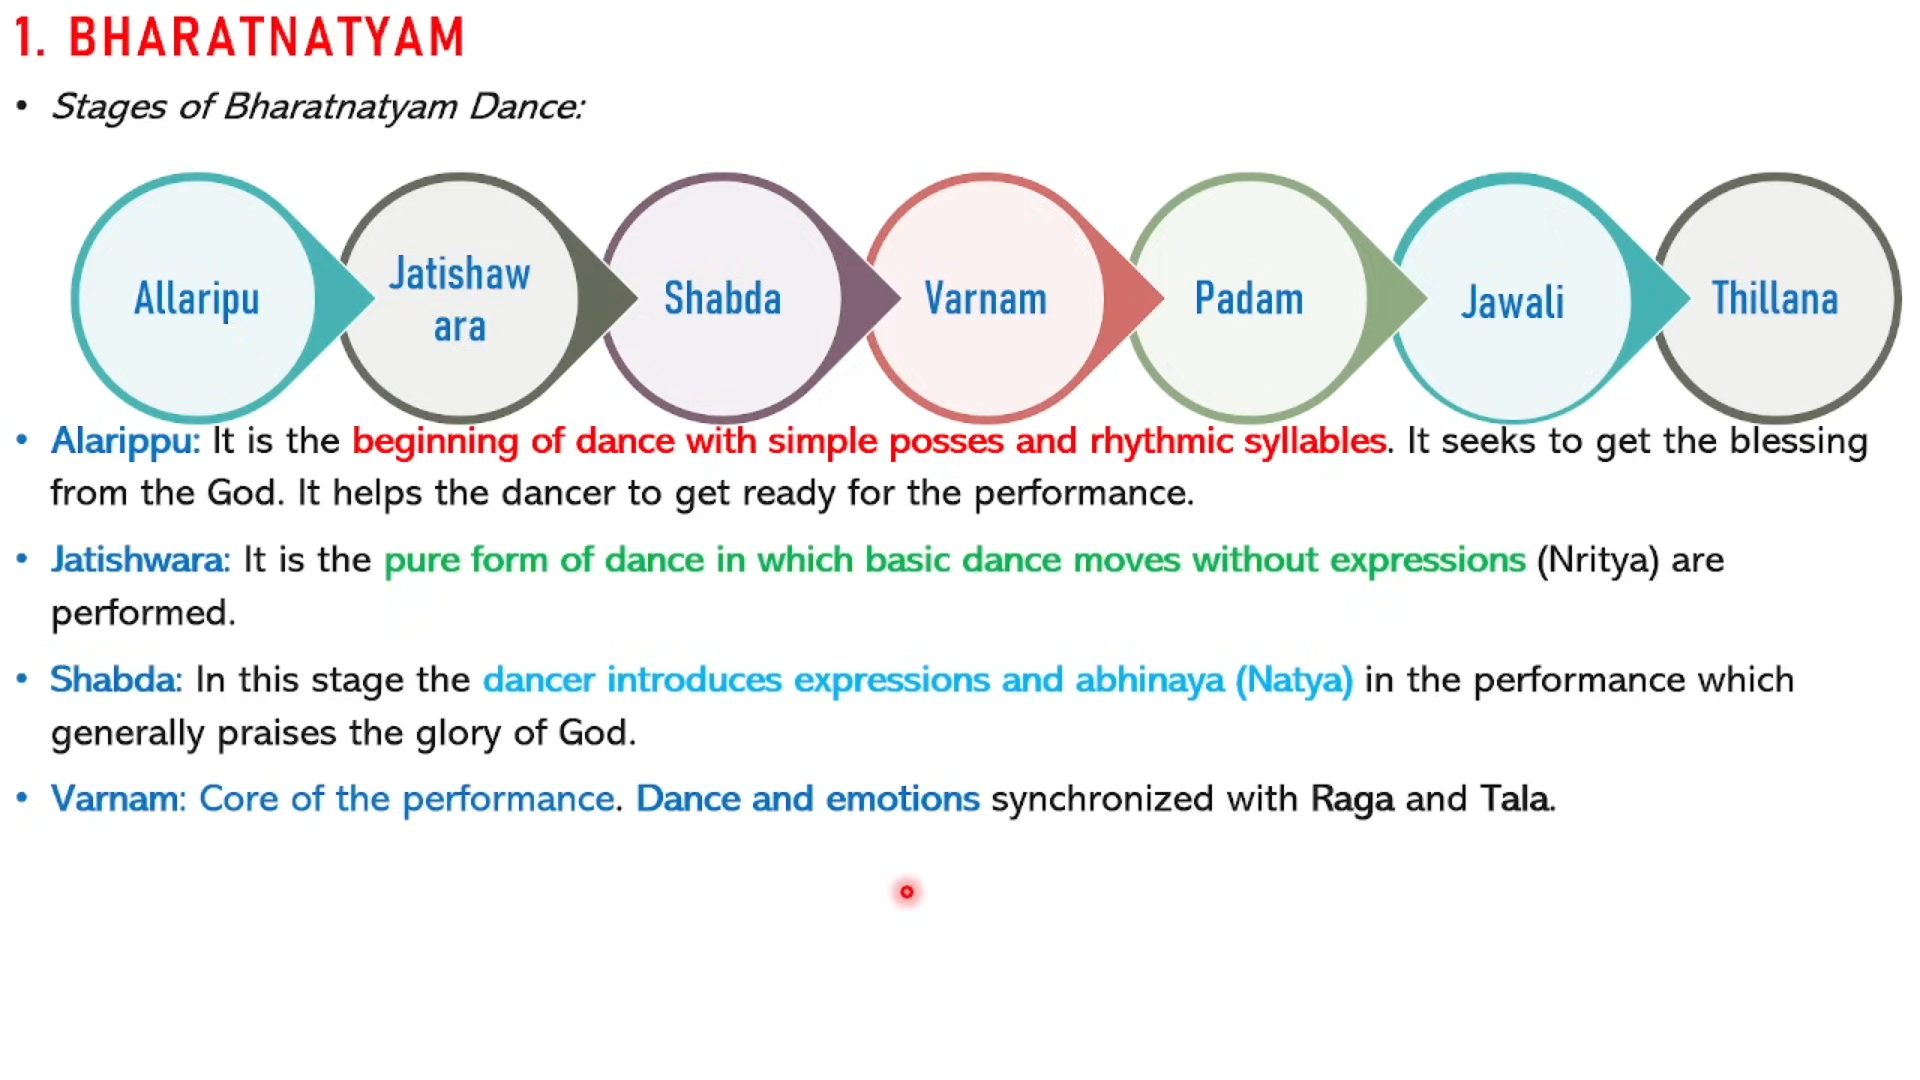 1. BHARATNATYAM
• Stages of Bharatnatyam Dance:
Allaripu
Jatishaw
ara
Shabda
Varnam
Padam
Jawali
Thillana
• Alarippu: It is the beginning of dance with simple posses and rhythmic syllables. It seeks to get the blessing
from the God. It helps the dancer to get ready for the performance.
• Jatishwara: It is the pure form of dance in which basic dance moves without expressions (Nritya) are
performed.
• Shabda: In this stage the dancer introduces expressions and abhinaya (Natya) in the performance which
generally praises the glory of God.
• Varnam: Core of the performance. Dance and emotions synchronized with Raga and Tala.